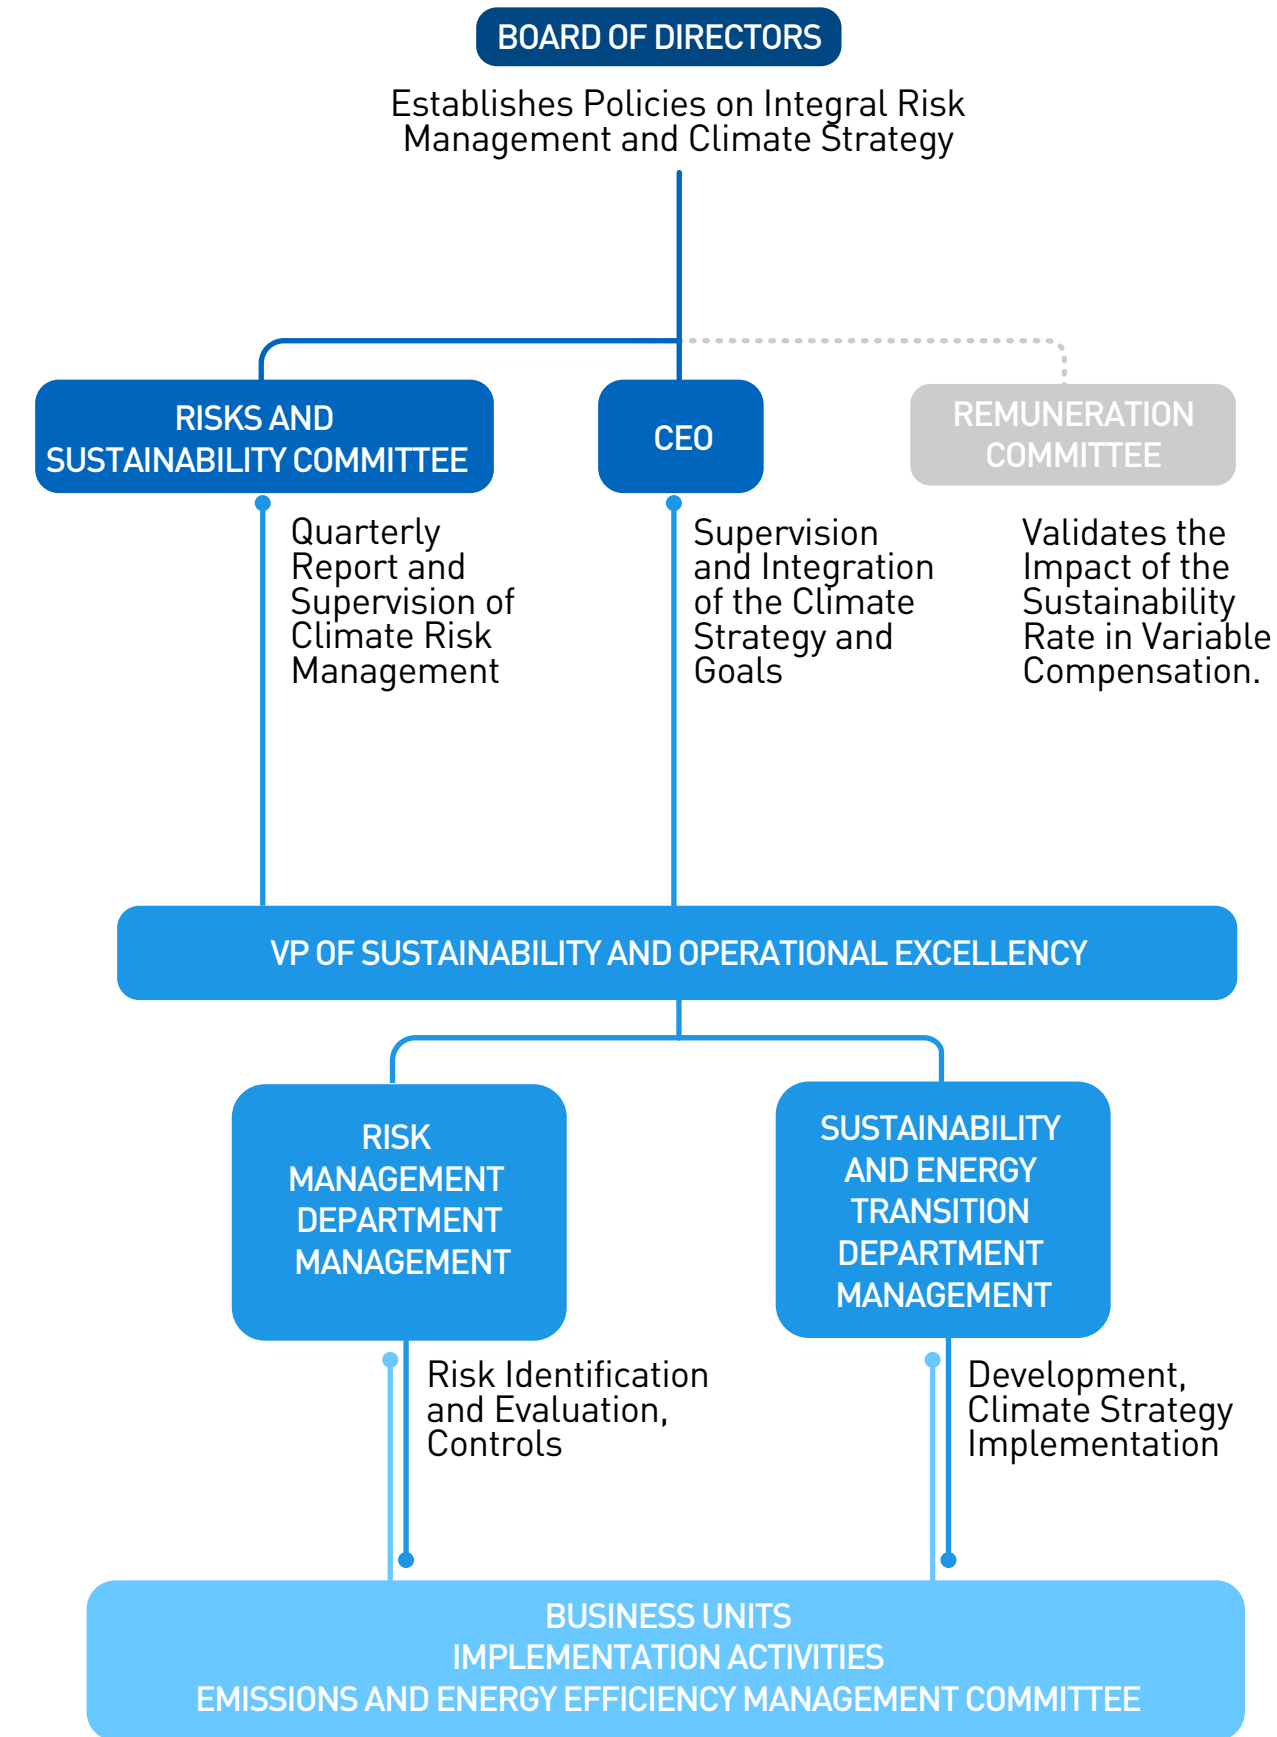 BOARD OF DIRECTORS
Establishes Policies on Integral Risk
Management and Climate Strategy
RISKS AND
SUSTAINABILITY COMMITTEE
CEO
REMUNERATION
COMMITTEE
Quarterly
Report and
Supervision of
Climate Risk
Management
Supervision
and Integration
of the Climate
Strategy and
Goals
Validates the
Impact of the
Sustainability
Rate in Variable
Compensation.
VP OF SUSTAINABILITY AND OPERATIONAL EXCELLENCY
RISK
MANAGEMENT
DEPARTMENT
MANAGEMENT
SUSTAINABILITY
AND ENERGY
TRANSITION
DEPARTMENT
MANAGEMENT
Risk Identification
and Evaluation,
Controls
Development,
Climate Strategy
Implementation
BUSINESS UNITS
IMPLEMENTATION ACTIVITIES
EMISSIONS AND ENERGY EFFICIENCY MANAGEMENT COMMITTEE